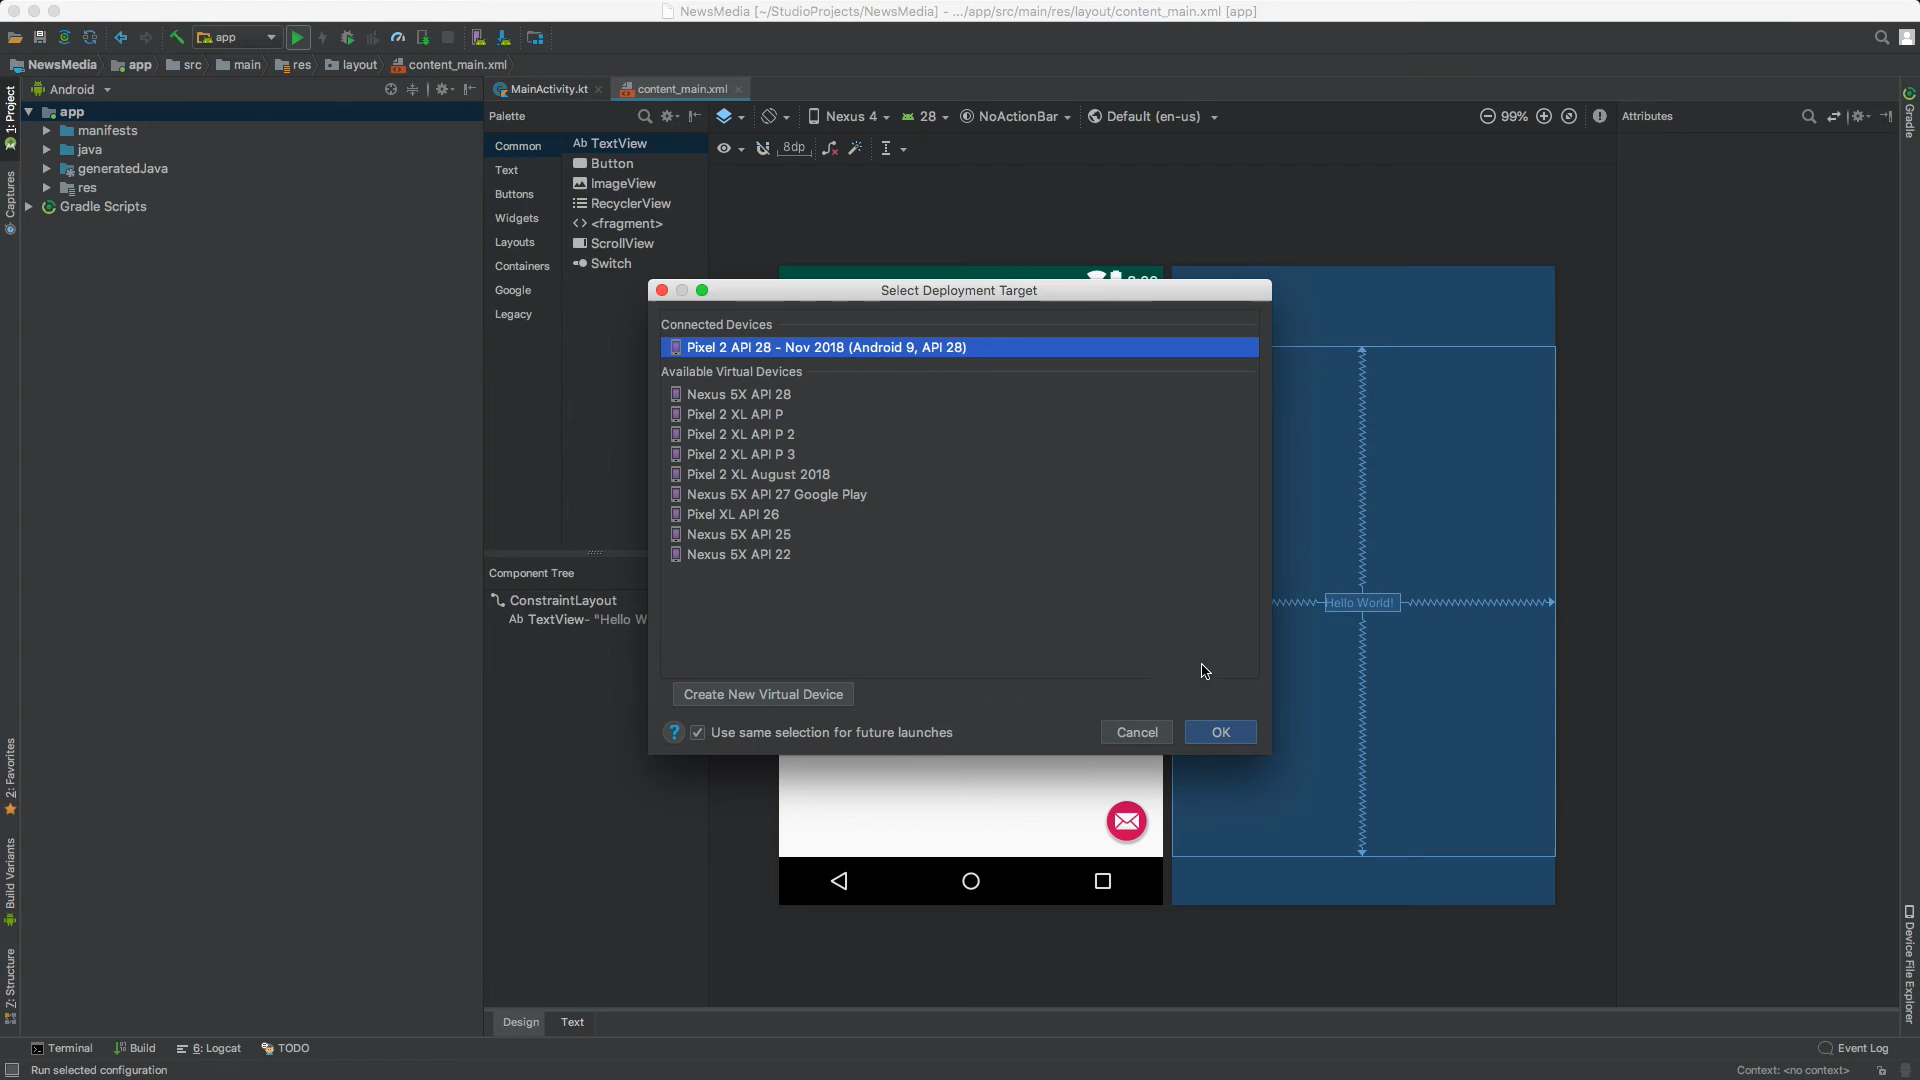 NewsMedia [~/StudioProjects/NewsMedia] - .../app/src/main/res/layout/content_main.xml [app]
app
NewsMedia app src main res layout content_main.xml
1: Project
Captures
2: Favorites
Build Variants
7: Structure
Android
app
manifests
java
generatedJava
res
Gradle Scripts
MainActivity.kt
content_main.xml
Palette
Common
Text
Buttons
Widgets
Layouts
Containers
Google
Legacy
Ab TextView
Button
ImageView
RecyclerView
<> <fragment>
ScrollView
Switch
Nexus 4
28
NoActionBar
Default (en-us)
99%
8dp
Attributes
Component Tree
ConstraintLayout
Ab TextView- "Hello W
Select Deployment Target
Connected Devices
Pixel 2 API 28 - Nov 2018 (Android 9, API 28)
Available Virtual Devices
Nexus 5X API 28
Pixel 2 XL API P
Pixel 2 XL API P 2
Pixel 2 XL API P 3
Pixel 2 XL August 2018
Nexus 5X API 27 Google Play
Pixel XL API 26
Nexus 5X API 25
Nexus 5X API 22
Create New Virtual Device
? Use same selection for future launches
Cancel
OK
Hello World!
Gradle
Device File Explorer
Design
Text
Terminal
Build
6: Logcat
TODO
Event Log
Run selected configuration
Context: <no context>